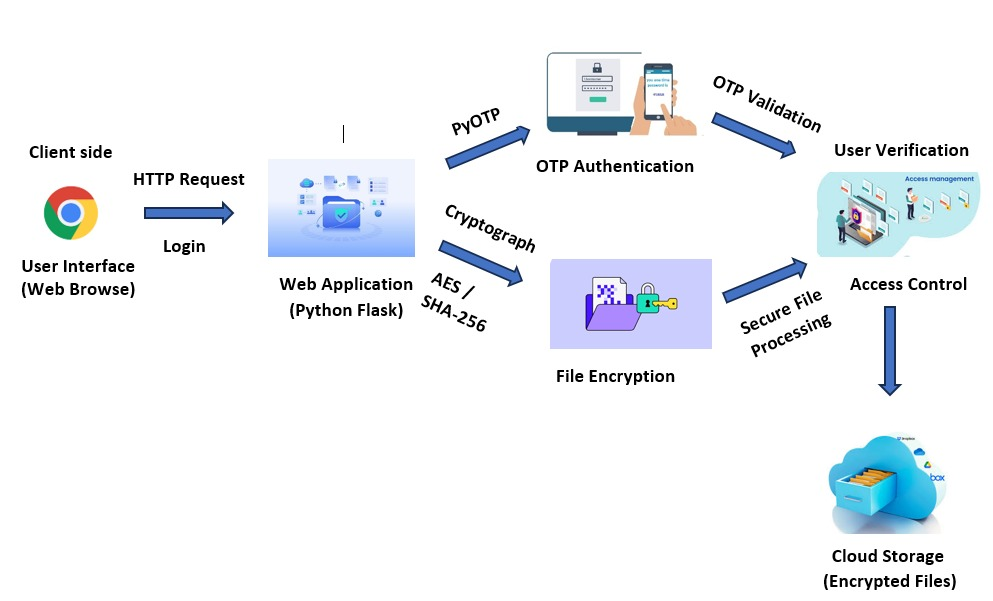 Client side
User Interface
(Web Browse)
HTTP Request
Login
Web Application
(Python Flask)
PyOTP
Cryptograph
AES /
SHA-256
OTP Authentication
File Encryption
OTP Validation
Secure File
Processing
User Verification
Access management
Access Control
box
Cloud Storage
(Encrypted Files)